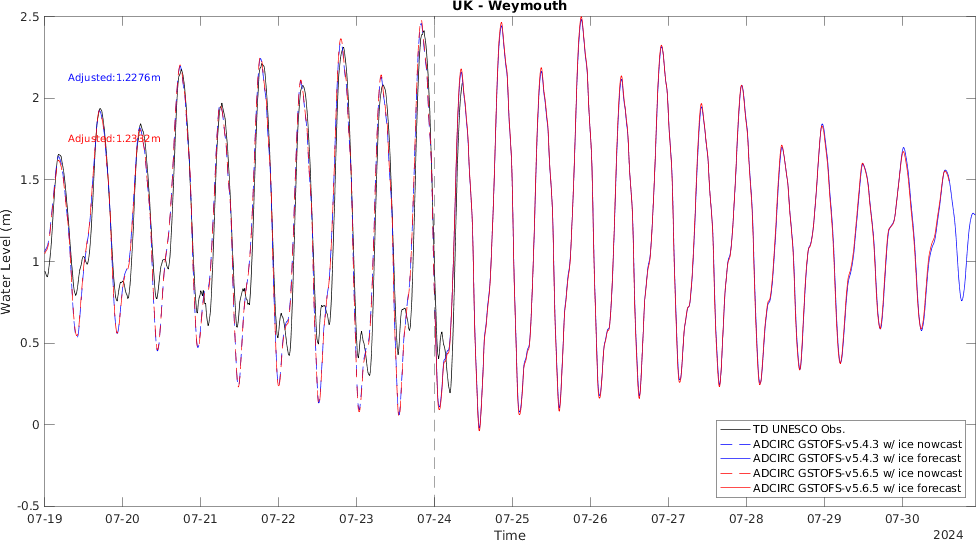 UK - Weymouth
2.5
2
1.5
1
0.5
0
-0.5
Water Level (m)
Adjusted:1.2276m
Adjusted:1.2332m
TD UNESCO Obs.
ADCIRC GSTOFS-v5.4.3 w/ ice nowcast
ADCIRC GSTOFS-v5.4.3 w/ ice forecast
ADCIRC GSTOFS-v5.6.5 w/ ice nowcast
ADCIRC GSTOFS-v5.6.5 w/ ice forecast
07-19 07-20 07-21 07-22 07-23 07-24 07-25 07-26 07-27 07-28 07-29 07-30
Time
2024